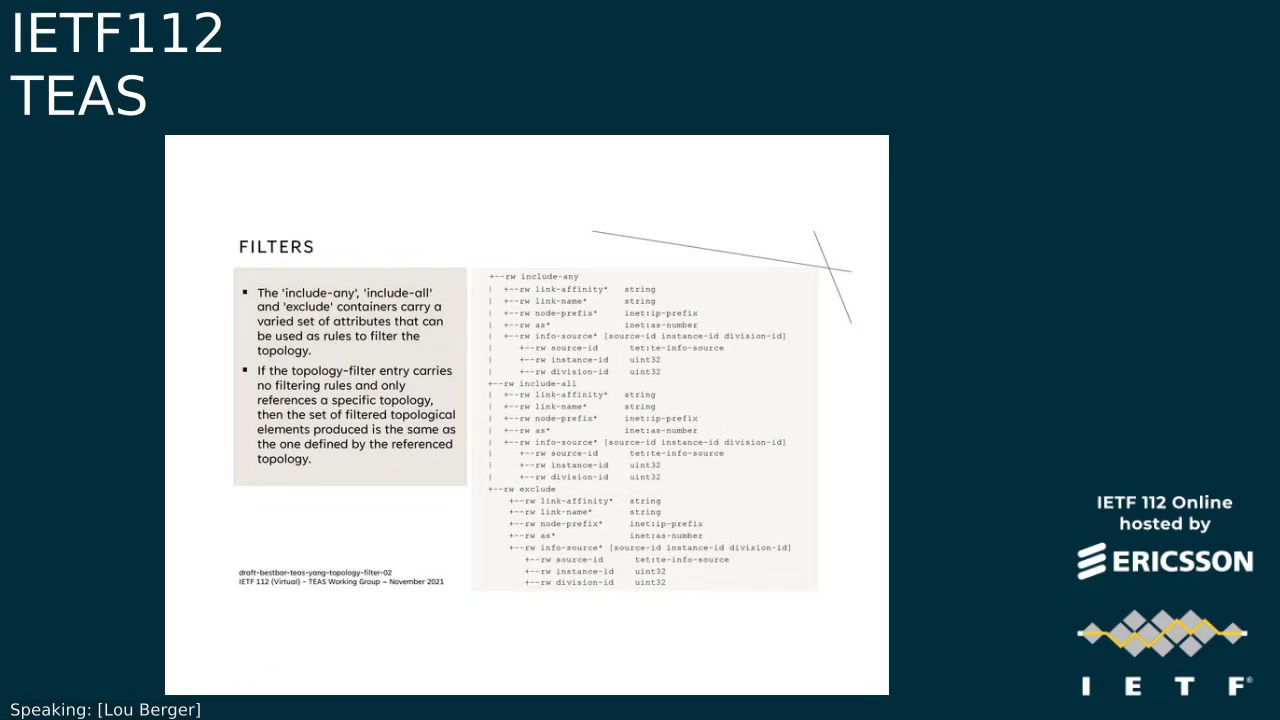 IETF112
TEAS
FILTERS
▪ The 'include-any', 'include-all'
and 'exclude' containers carry a
varied set of attributes that can
be used as rules to filter the
topology.
▪ If the topology-filter entry carries
no filtering rules and only
references a specific topology,
then the set of filtered topological
elements produced is the same as
the one defined by the referenced
topology.
+--rw include-any
|  +--rw link-affinity*   string
|  +--rw link-name*       string
|  +--rw node-prefix*     inet:ip-prefix
|  +--rw as*              inet:as-number
|  +--rw info-source* [source-id instance-id division-id]
|     +--rw source-id      tet:te-info-source
|     +--rw instance-id    uint32
|     +--rw division-id    uint32
+--rw include-all
|  +--rw link-affinity*   string
|  +--rw link-name*       string
|  +--rw node-prefix*     inet:ip-prefix
|  +--rw as*              inet:as-number
|  +--rw info-source* [source-id instance-id division-id]
|     +--rw source-id      tet:te-info-source
|     +--rw instance-id    uint32
|     +--rw division-id    uint32
+--rw exclude
   +--rw link-affinity*   string
   +--rw link-name*       string
   +--rw node-prefix*     inet:ip-prefix
   +--rw as*              inet:as-number
   +--rw info-source* [source-id instance-id division-id]
      +--rw source-id      tet:te-info-source
      +--rw instance-id    uint32
      +--rw division-id    uint32
draft-bestbar-teas-yang-topology-filter-02
IETF 112 (Virtual) - TEAS Working Group – November 2021
IETF 112 Online
hosted by
ERICSSON
I E T F®
Speaking: [Lou Berger]